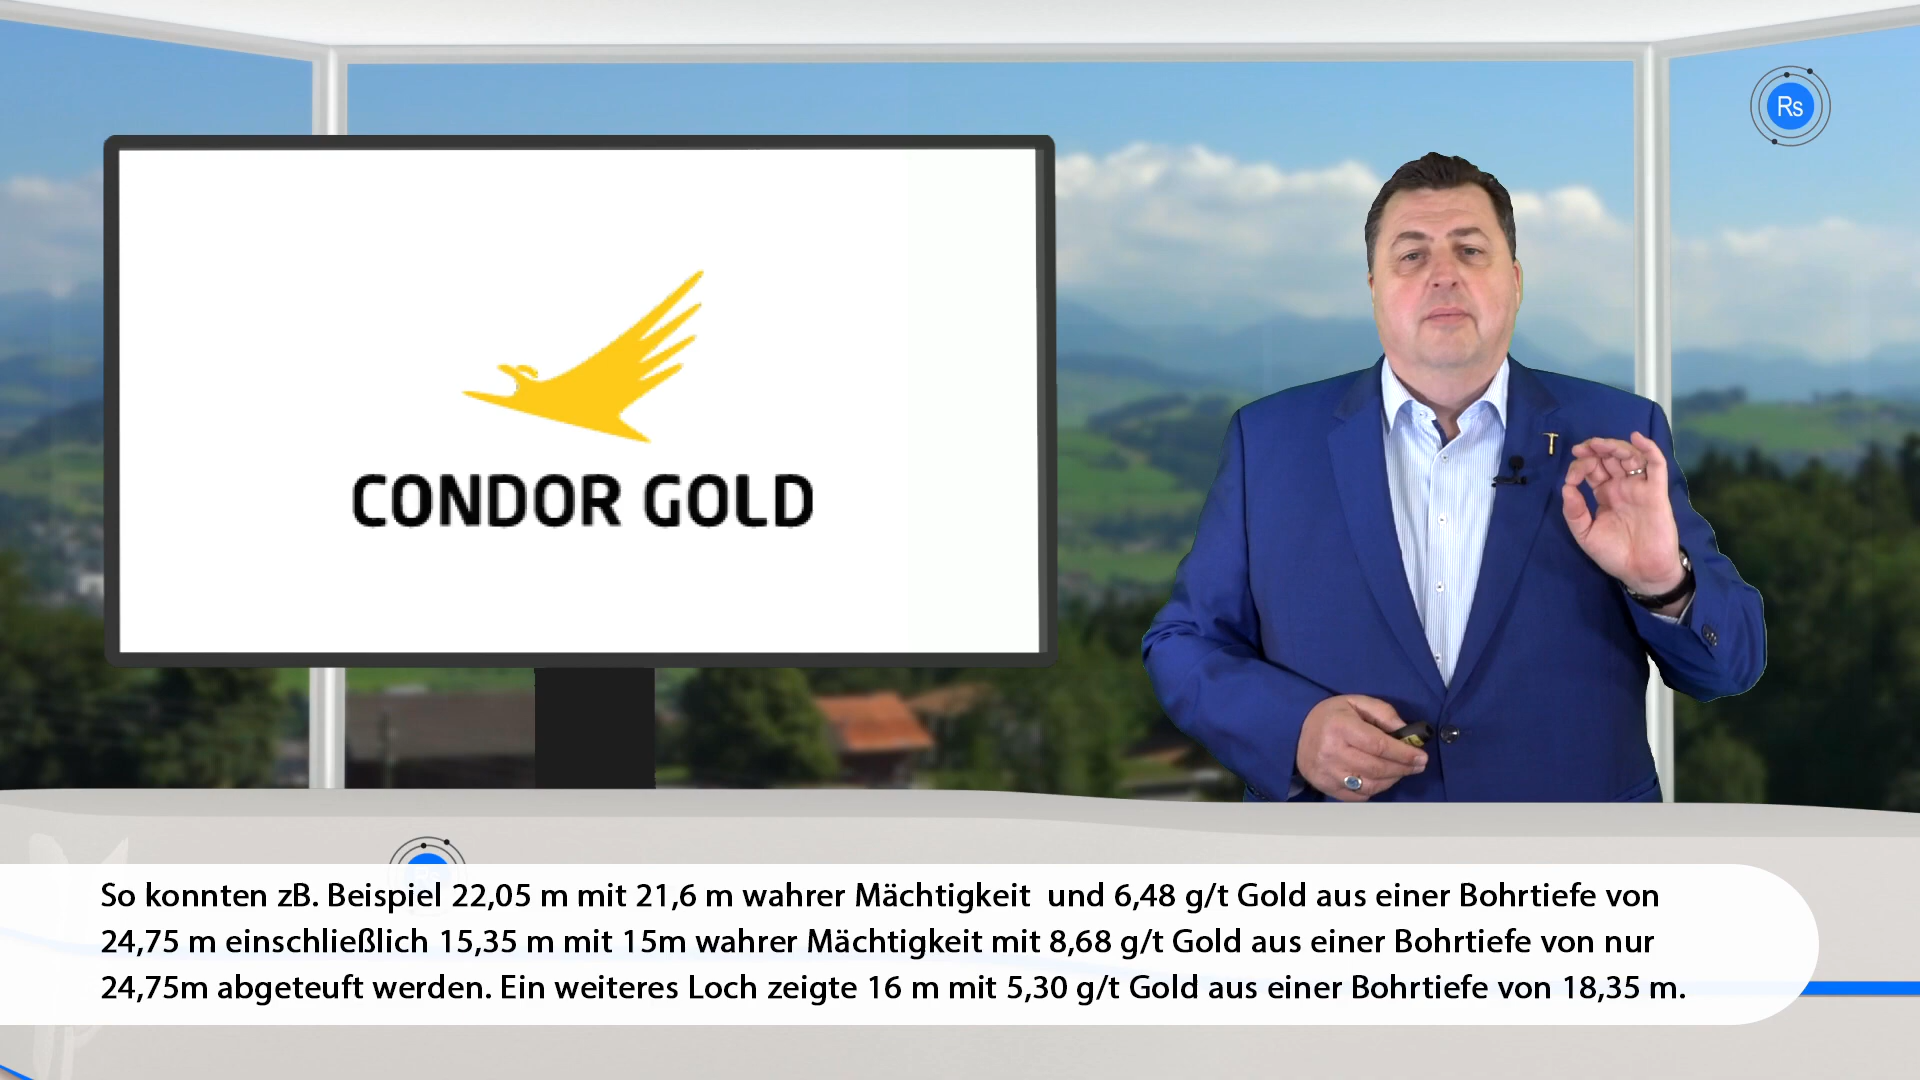 Rs
CONDOR GOLD
So konnten zB. Beispiel 22,05 m mit 21,6 m wahrer Mächtigkeit und 6,48 g/t Gold aus einer Bohrtiefe von
24,75 m einschließlich 15,35 m mit 15m wahrer Mächtigkeit mit 8,68 g/t Gold aus einer Bohrtiefe von nur
24,75m abgeteuft werden. Ein weiteres Loch zeigte 16 m mit 5,30 g/t Gold aus einer Bohrtiefe von 18,35 m.